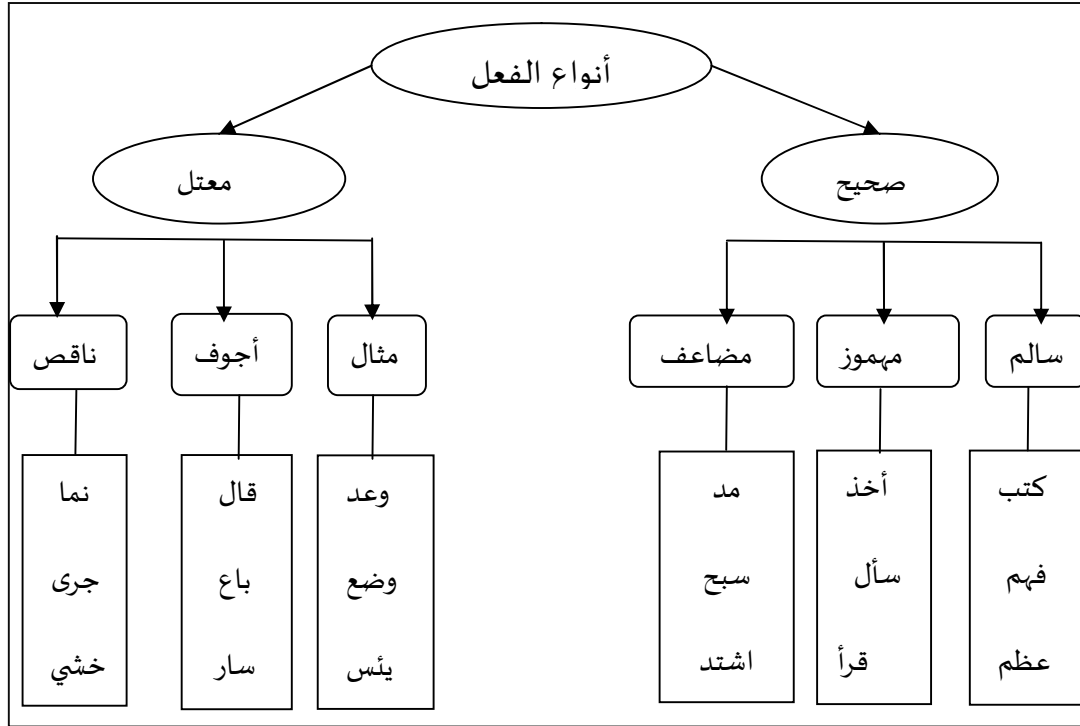 أنواع الفعل
صحيح
معتل
سالم
مهموز
مضاعف
مثال
أجوف
ناقص
كتب
فهم
عظم
أخذ
سأل
قرأ
مد
سبح
اشتد
وعد
وضع
يئس
قال
باع
سار
نما
جرى
خشي